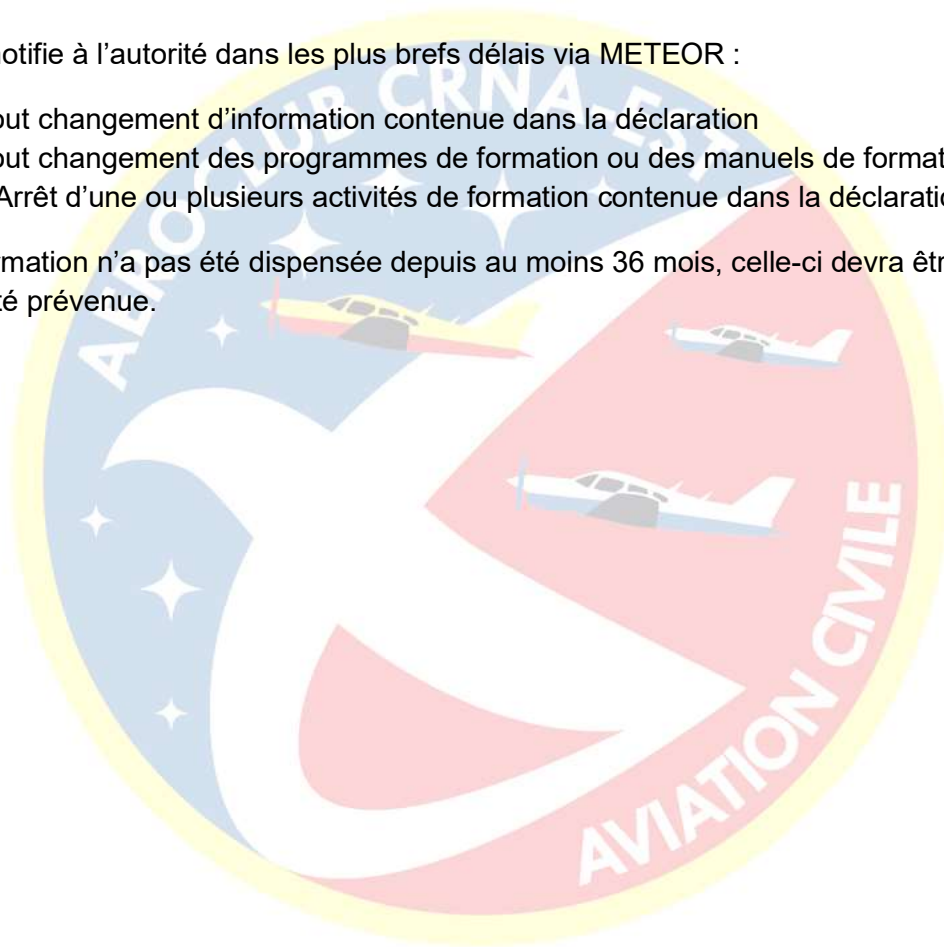 notifie à l’autorité dans les plus brefs délais via METEOR :
out changement d’information contenue dans la déclaration
out changement des programmes de formation ou des manuels de format
Arrêt d’une ou plusieurs activités de formation contenue dans la déclaratio
rmation n’a pas été dispensée depuis au moins 36 mois, celle-ci devra êtr
té prévenue.
AEROCLUB CRNA-EST
AVIATION CIVILE